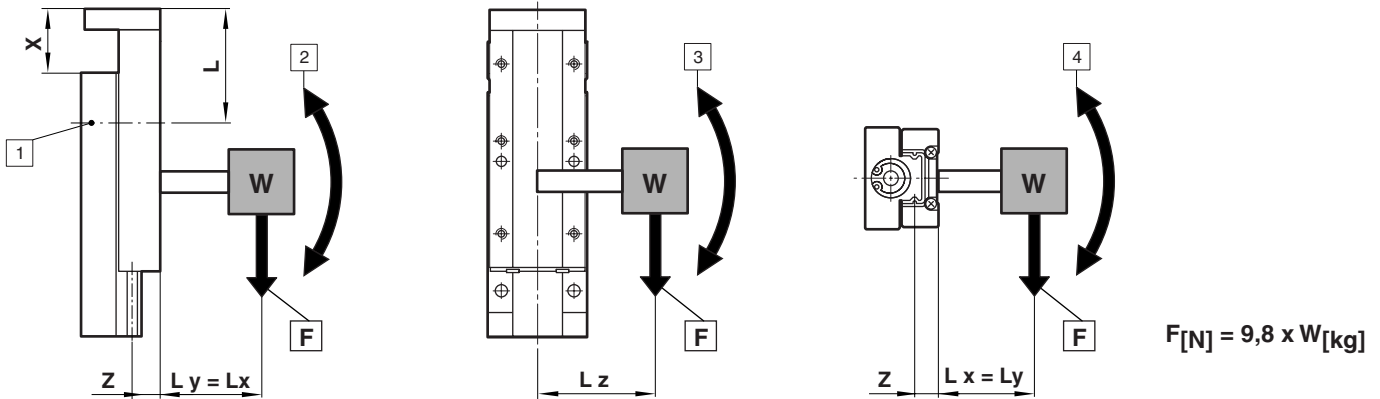 X
L
1
2
W
F
Z
L y = Lx
3
W
F
L z
4
W
F
Z
L x = Ly
F[N] = 9,8 x W[kg]